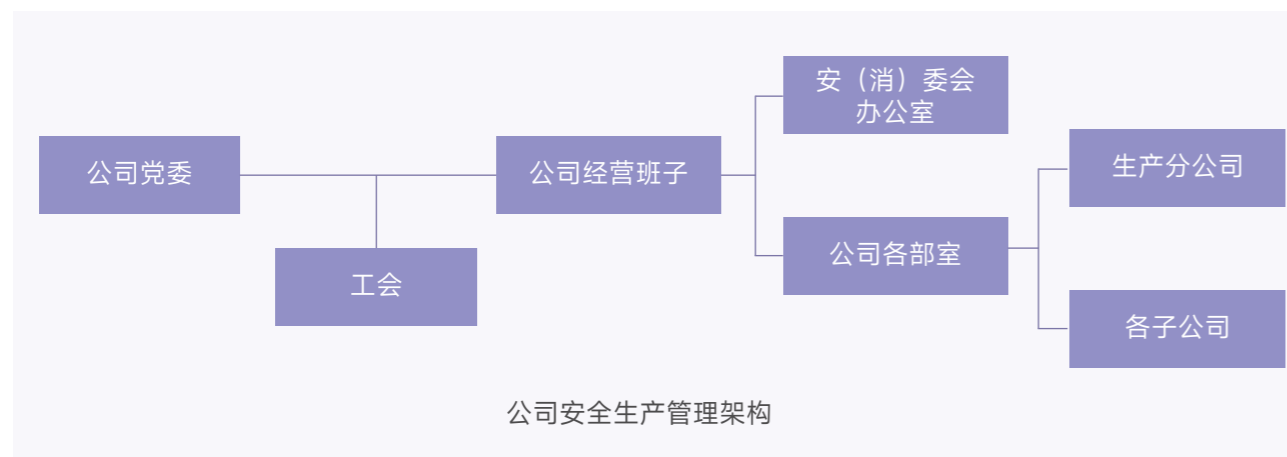 公司党委
工会
公司经营班子
安（消）委会
办公室
公司各部室
生产分公司
各子公司
公司安全生产管理架构